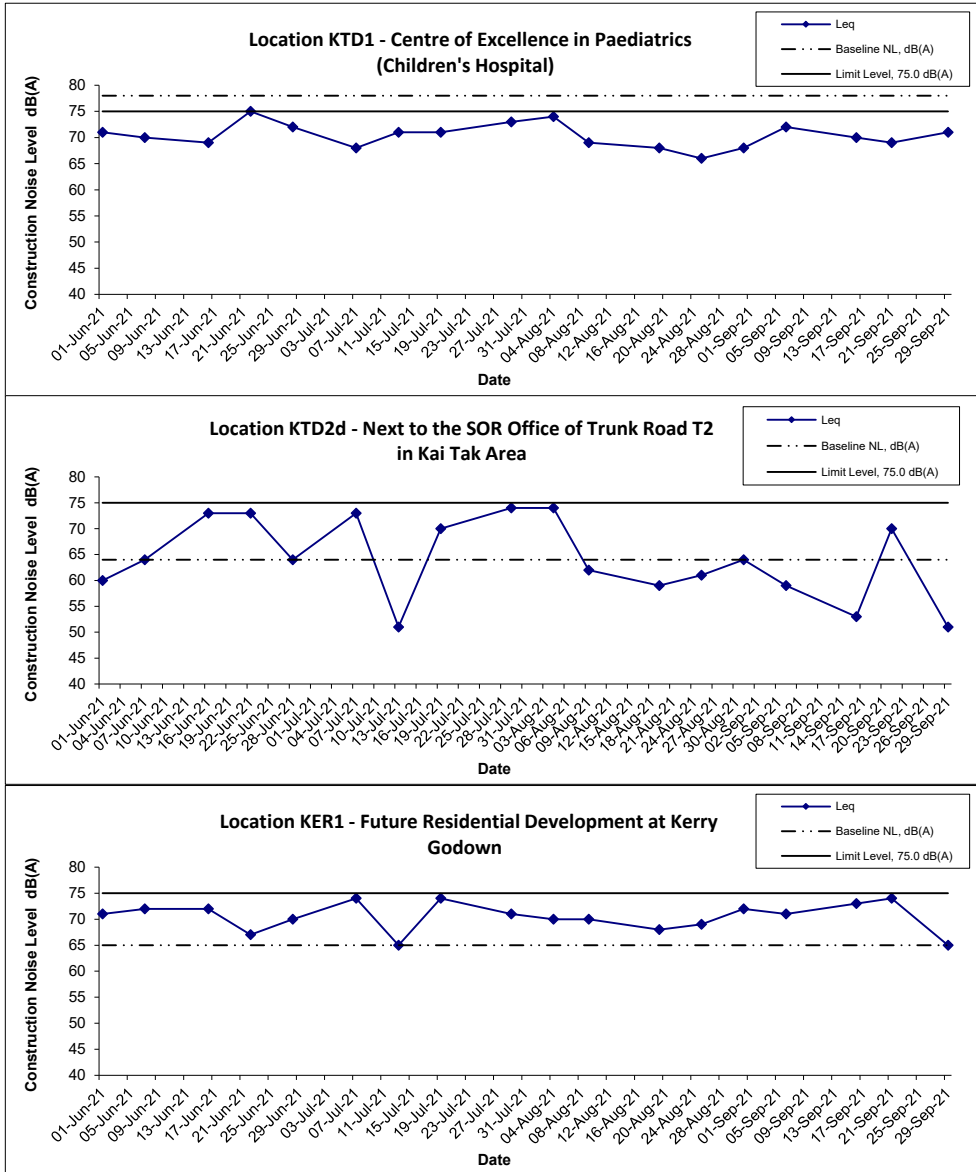 Location KTD1 - Centre of Excellence in Paediatrics
(Children's Hospital)
Leq
Baseline NL, dB(A)
Limit Level, 75.0 dB(A)
Construction Noise Level dB(A)
80
75
70
65
60
55
50
45
40
01-Jun-21
05-Jun-21
09-Jun-21
13-Jun-21
17-Jun-21
21-Jun-21
25-Jun-21
29-Jun-21
03-Jul-21
07-Jul-21
11-Jul-21
15-Jul-21
19-Jul-21
23-Jul-21
27-Jul-21
31-Jul-21
04-Aug-21
08-Aug-21
12-Aug-21
16-Aug-21
20-Aug-21
24-Aug-21
28-Aug-21
01-Sep-21
05-Sep-21
09-Sep-21
13-Sep-21
17-Sep-21
21-Sep-21
25-Sep-21
29-Sep-21
Date
Location KTD2d - Next to the SOR Office of Trunk Road T2
in Kai Tak Area
Leq
Baseline NL, dB(A)
Limit Level, 75.0 dB(A)
Construction Noise Level dB(A)
80
75
70
65
60
55
50
45
40
01-Jun-21
04-Jun-21
07-Jun-21
10-Jun-21
13-Jun-21
16-Jun-21
19-Jun-21
22-Jun-21
25-Jun-21
28-Jun-21
01-Jul-21
04-Jul-21
07-Jul-21
10-Jul-21
13-Jul-21
16-Jul-21
19-Jul-21
22-Jul-21
25-Jul-21
28-Jul-21
31-Jul-21
03-Aug-21
06-Aug-21
09-Aug-21
12-Aug-21
15-Aug-21
18-Aug-21
21-Aug-21
24-Aug-21
27-Aug-21
30-Aug-21
02-Sep-21
05-Sep-21
08-Sep-21
11-Sep-21
14-Sep-21
17-Sep-21
20-Sep-21
23-Sep-21
26-Sep-21
29-Sep-21
Date
Location KER1 - Future Residential Development at Kerry
Godown
Leq
Baseline NL, dB(A)
Limit Level, 75.0 dB(A)
Construction Noise Level dB(A)
80
75
70
65
60
55
50
45
40
01-Jun-21
05-Jun-21
09-Jun-21
13-Jun-21
17-Jun-21
21-Jun-21
25-Jun-21
29-Jun-21
03-Jul-21
07-Jul-21
11-Jul-21
15-Jul-21
19-Jul-21
23-Jul-21
27-Jul-21
31-Jul-21
04-Aug-21
08-Aug-21
12-Aug-21
16-Aug-21
20-Aug-21
24-Aug-21
28-Aug-21
01-Sep-21
05-Sep-21
09-Sep-21
13-Sep-21
17-Sep-21
21-Sep-21
25-Sep-21
29-Sep-21
Date